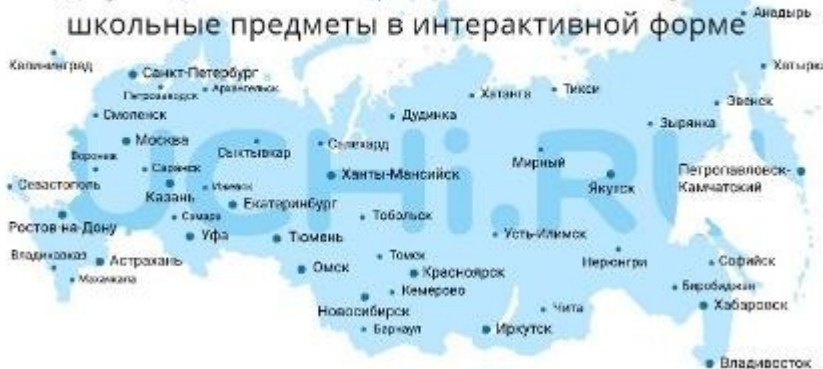 школьные предметы в интерактивной форме
Анадырь
Калининград
Санкт-Петербург
Хатырка
Петрозаводск
Архангельск
Хатанга
Тикси
Эвенск
Смоленск
Дудинка
Зырянка
Москва
Сыктывкар
Салехард
Воронеж
Саранск
Мирный
Ханты-Мансийск
Якутск
Петропавловск-
Камчатский
Севастополь
Казань
Ижевск
Екатеринбург
Ростов-на-Дону
Самара
Тобольск
Уфа
Тюмень
Усть-Илимск
Владикавказ
Астрахань
Томск
Нерюнгри
Софийск
Махачкала
Омск
Красноярск
Кемерово
Биробиджан
Новосибирск
Чита
Хабаровск
Барнаул
Иркутск
Владивосток
UCHi.RU